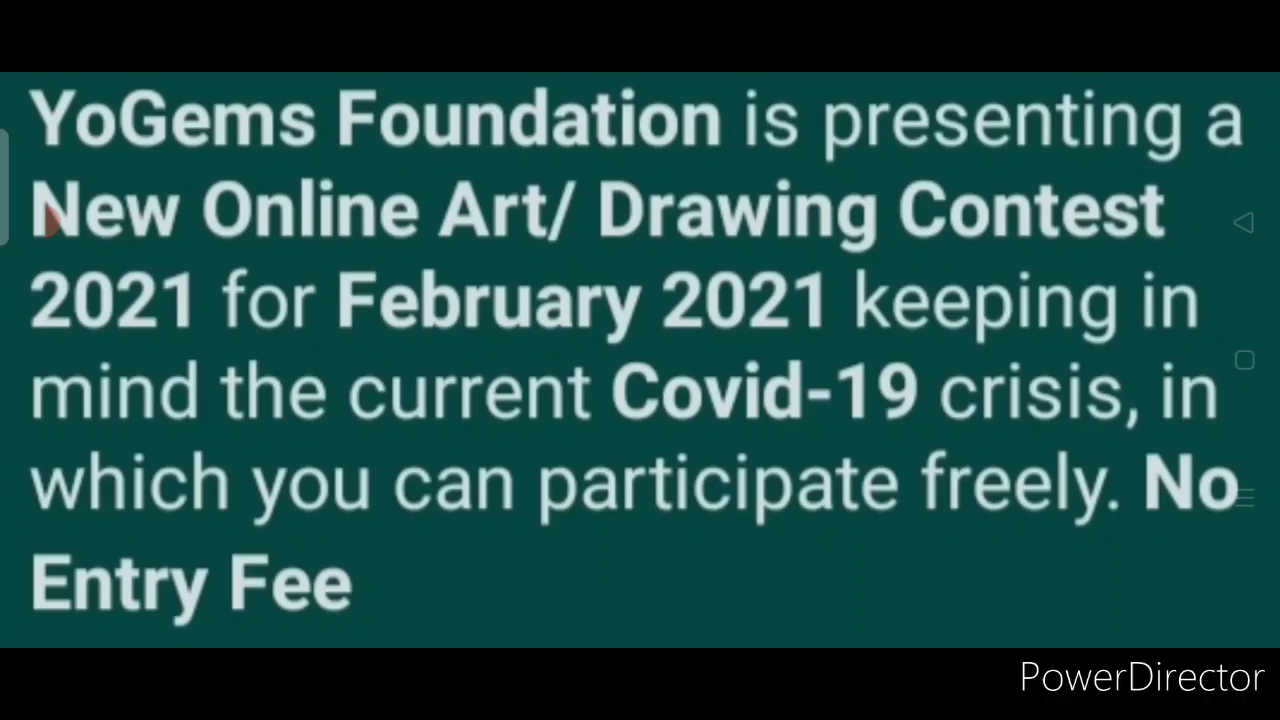 YoGems Foundation is presenting a
New Online Art/ Drawing Contest
2021 for February 2021 keeping in
mind the current Covid-19 crisis, in
which you can participate freely. No
Entry Fee
PowerDirector